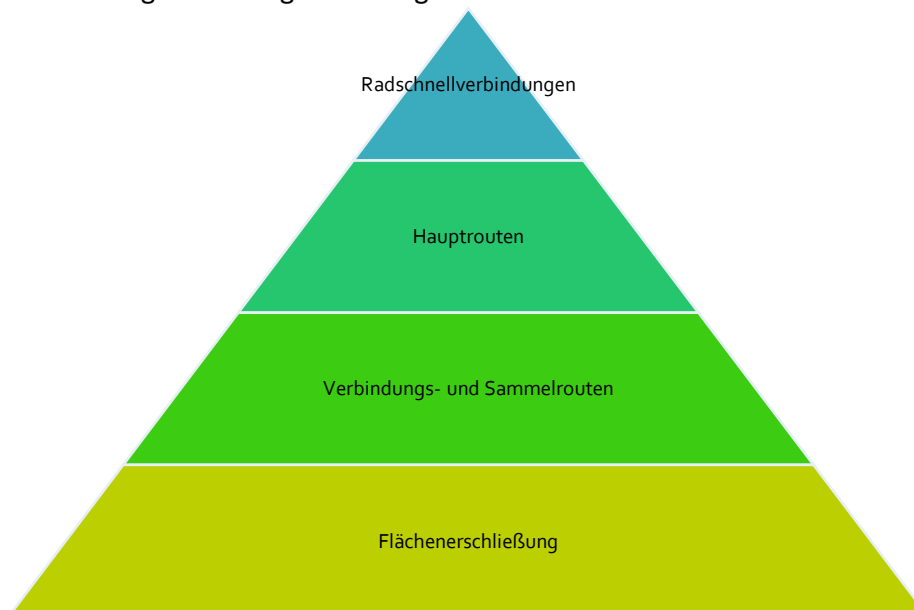 Radschnellverbindungen
Hauptrouten
Verbindungs- und Sammelrouten
Flächenerschließung